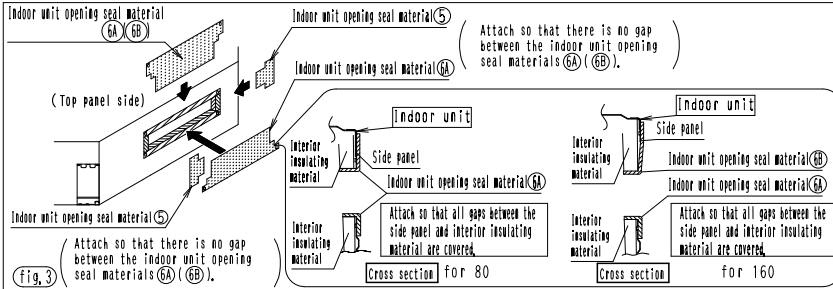 Indoor unit opening seal material
6A (6B)
Indoor unit opening seal material 5
Attach so that there is no gap
between the indoor unit opening
seal materials 6A (6B).
Indoor unit opening seal material 6A
(Top panel side)
Indoor unit opening seal material 5
fig. 3
Attach so that there is no gap
between the indoor unit opening
seal materials 6A (6B).
Indoor unit
Interior
insulating
material
Side panel
Indoor unit opening seal material 6A
Interior
insulating
material
Attach so that all gaps between the
side panel and interior insulating
material are covered.
Cross section for 80
Indoor unit
Interior
insulating
material
Side panel
Indoor unit opening seal material 6B
Indoor unit opening seal material 6A
Interior
insulating
material
Attach so that all gaps between the
side panel and interior insulating
material are covered.
Cross section for 160